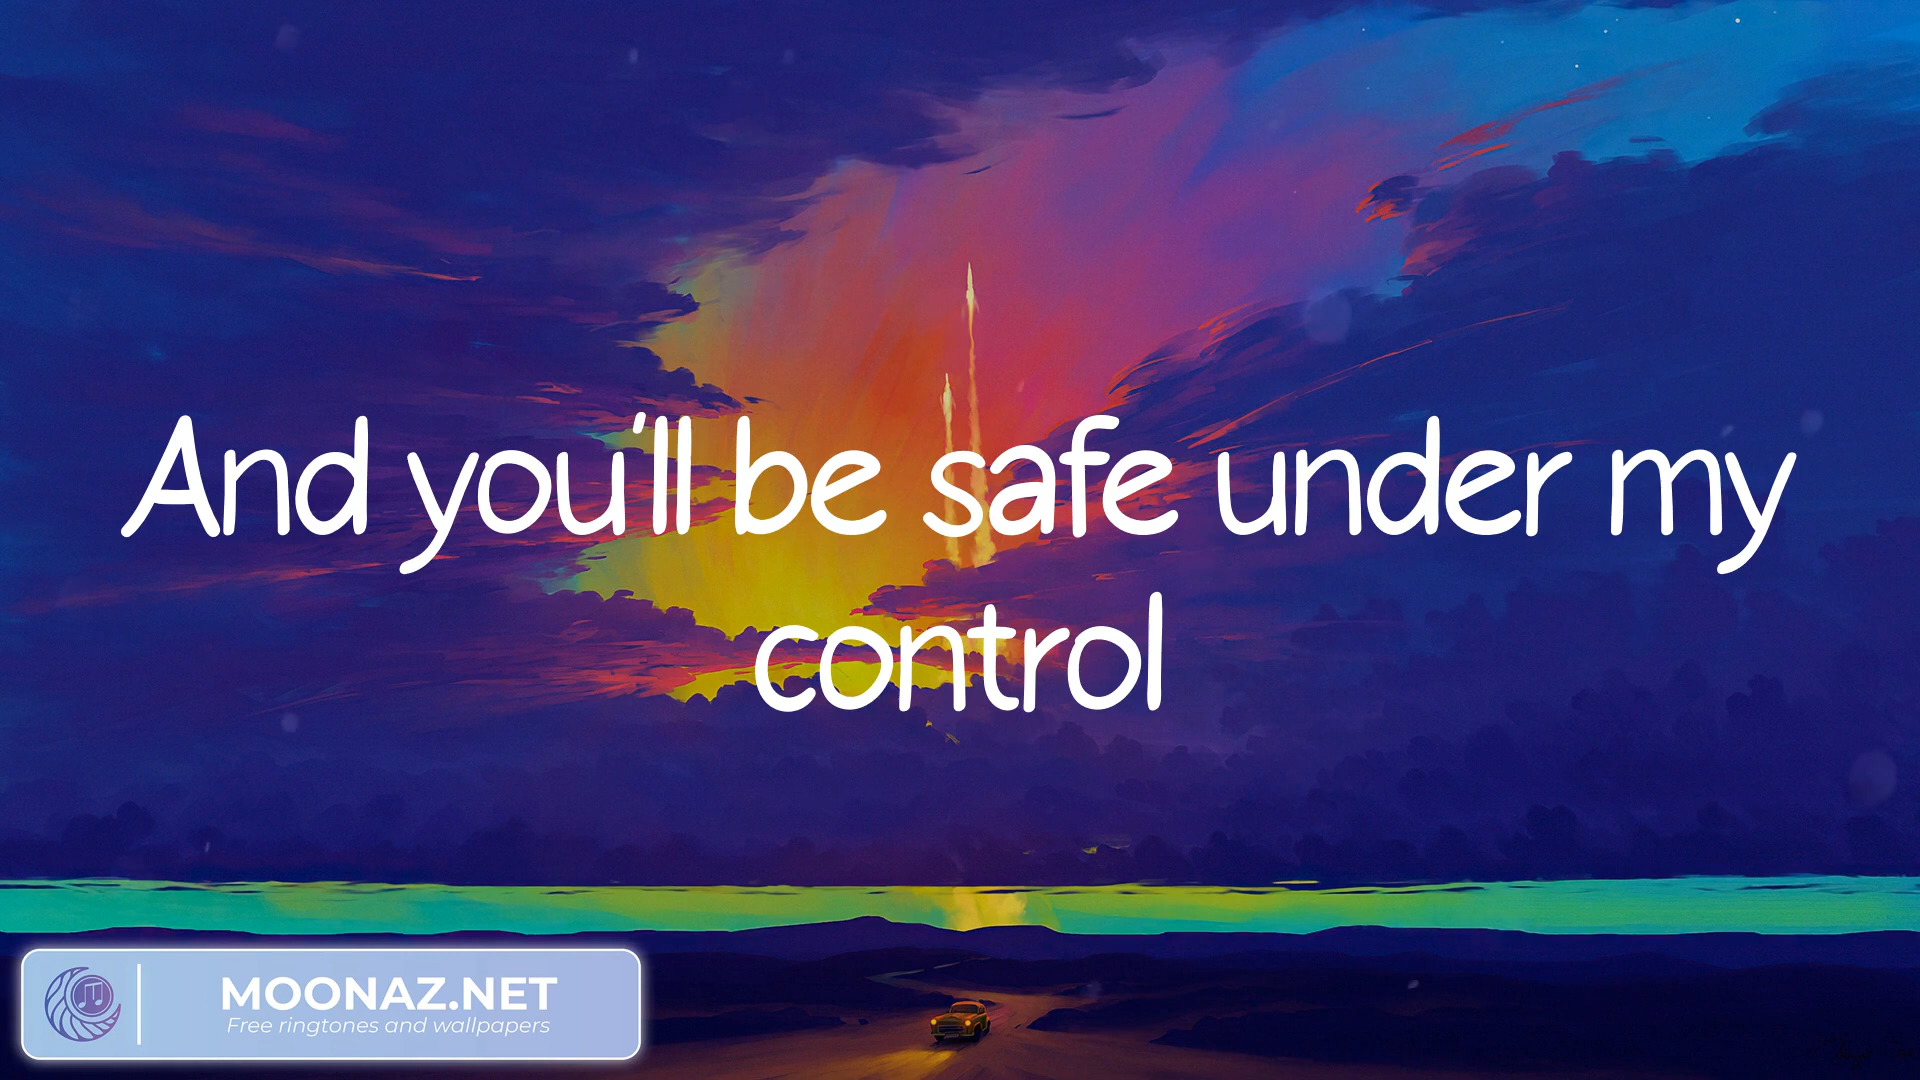 And you'll be safe under my
control
MOONAZ.NET
Free ringtones and wallpapers